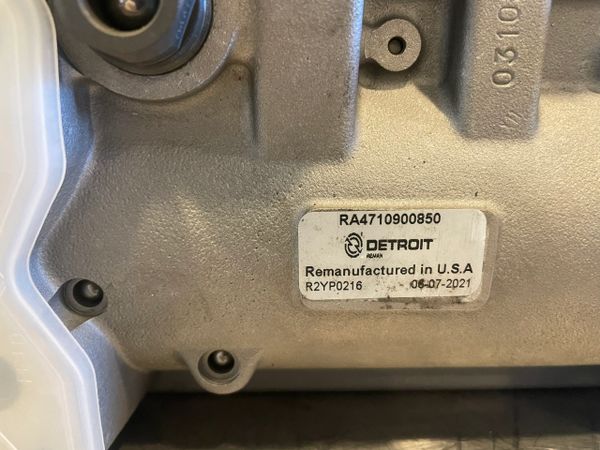 0310
RA4710900850
DETROIT
REMAN
Remanufactured in U.S.A
R2YP0216 06-07-2021